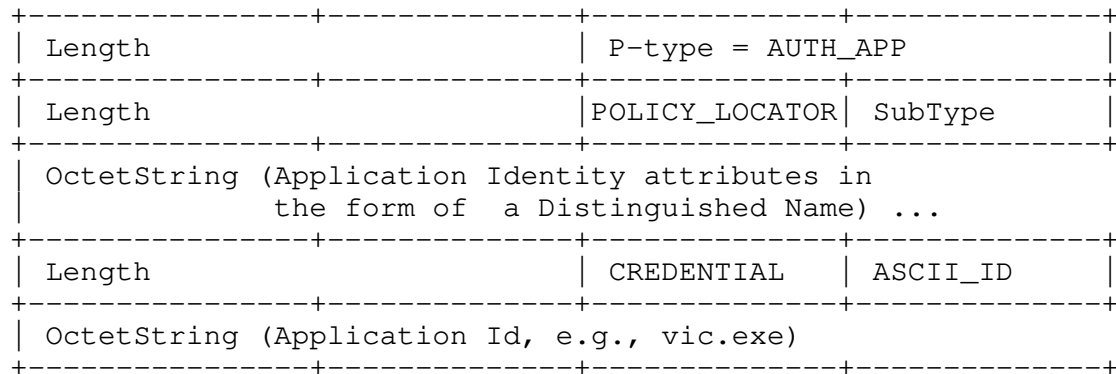 +----------------+--------------+--------------+--------------+
| Length                        | P-type = AUTH_APP           |
+----------------+--------------+--------------+--------------+
| Length                        |POLICY_LOCATOR| SubType      |
+----------------+--------------+--------------+--------------+
| OctetString (Application Identity attributes in
|             the form of  a Distinguished Name) ...
+----------------+--------------+--------------+--------------+
| Length                        | CREDENTIAL   | ASCII_ID     |
+----------------+--------------+--------------+--------------+
| OctetString (Application Id, e.g., vic.exe)
+----------------+--------------+--------------+--------------+